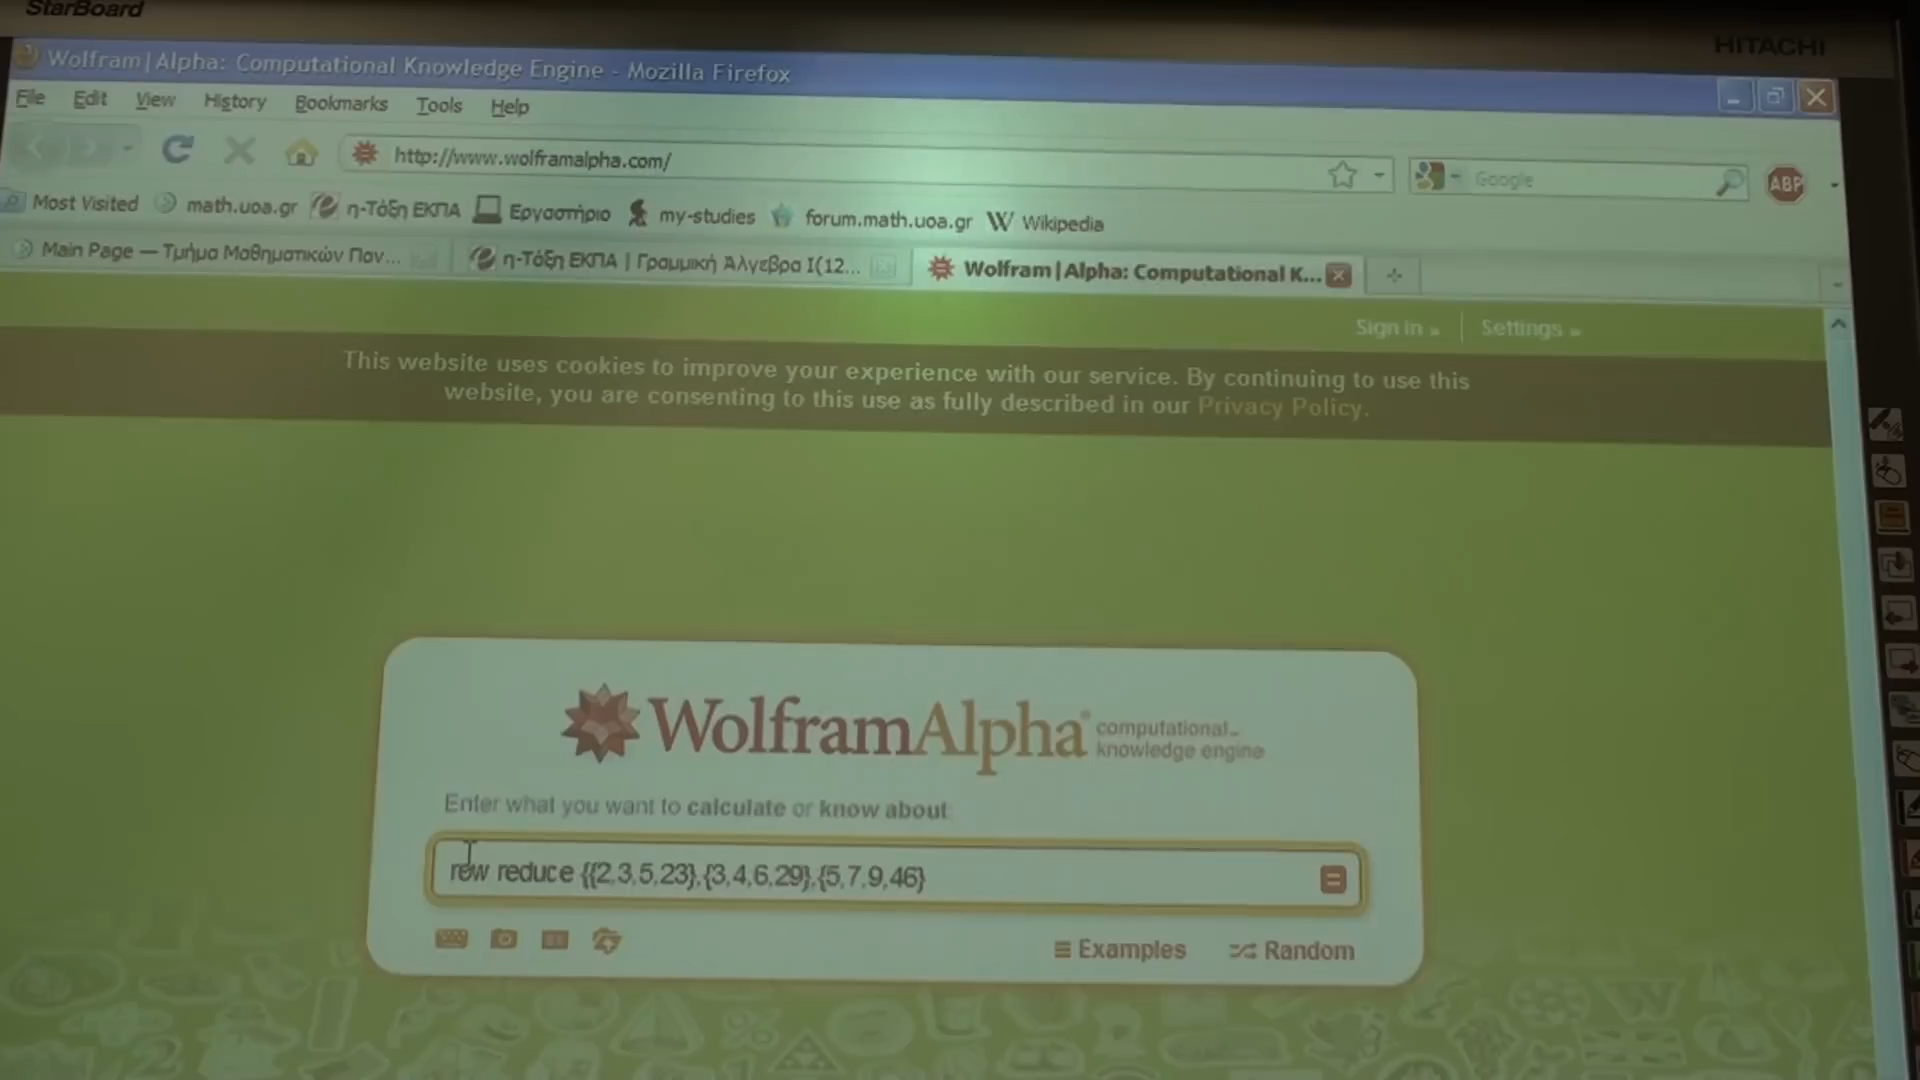 StarBoard
HITACHI
Wolfram|Alpha: Computational Knowledge Engine - Mozilla Firefox
File Edit View History Bookmarks Tools Help
http://www.wolframalpha.com/
Google
ABP
Most Visited math.uoa.gr η-Τάξη ΕΚΠΑ Εργαστήριο my-studies forum.math.uoa.gr W Wikipedia
Main Page — Τμήμα Μαθηματικών Παν... η-Τάξη ΕΚΠΑ | Γραμμική Άλγεβρα Ι(12... Wolfram|Alpha: Computational K...
Sign in » Settings »
This website uses cookies to improve your experience with our service. By continuing to use this
website, you are consenting to this use as fully described in our Privacy Policy.
WolframAlpha® computational™
knowledge engine
Enter what you want to calculate or know about
row reduce {{2,3,5,23},{3,4,6,29},{5,7,9,46}
Examples Random